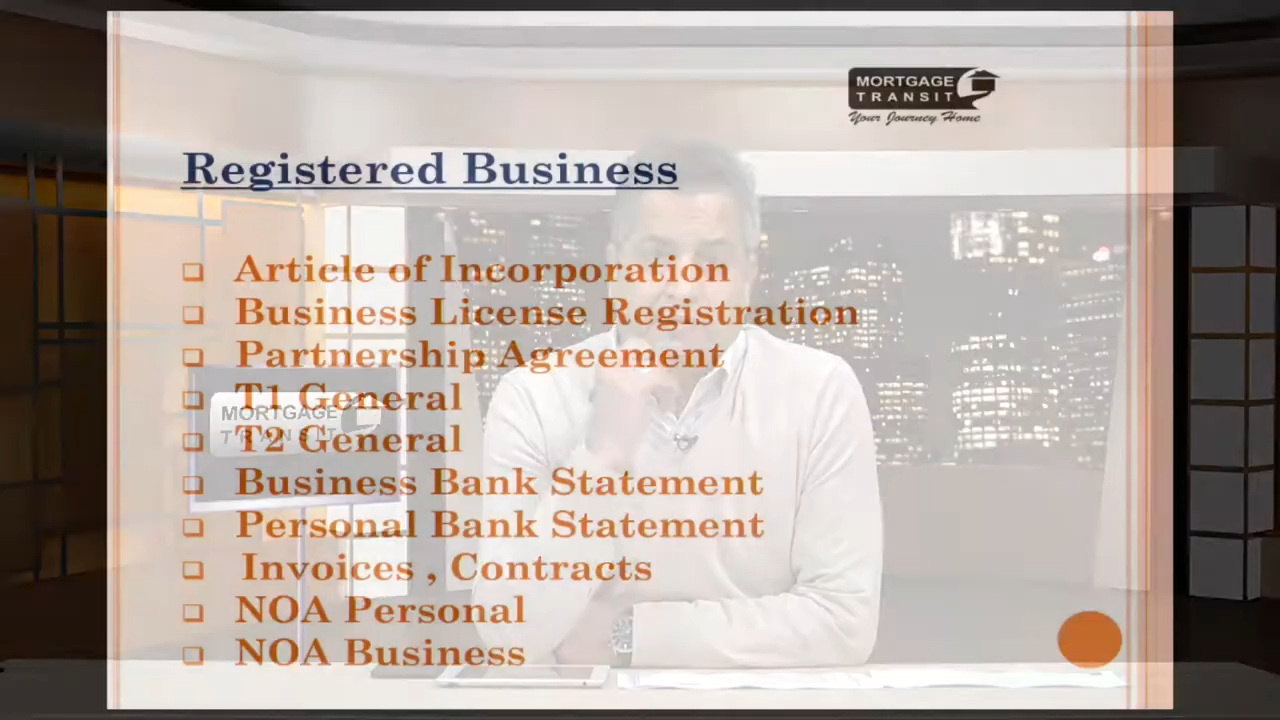 MORTGAGE
TRANSIT
Your Journey Home
Registered Business
Article of Incorporation
Business License Registration
Partnership Agreement
T1 General
MORTGAGE
TRANSIT
T2 General
Business Bank Statement
Personal Bank Statement
Invoices , Contracts
NOA Personal
NOA Business